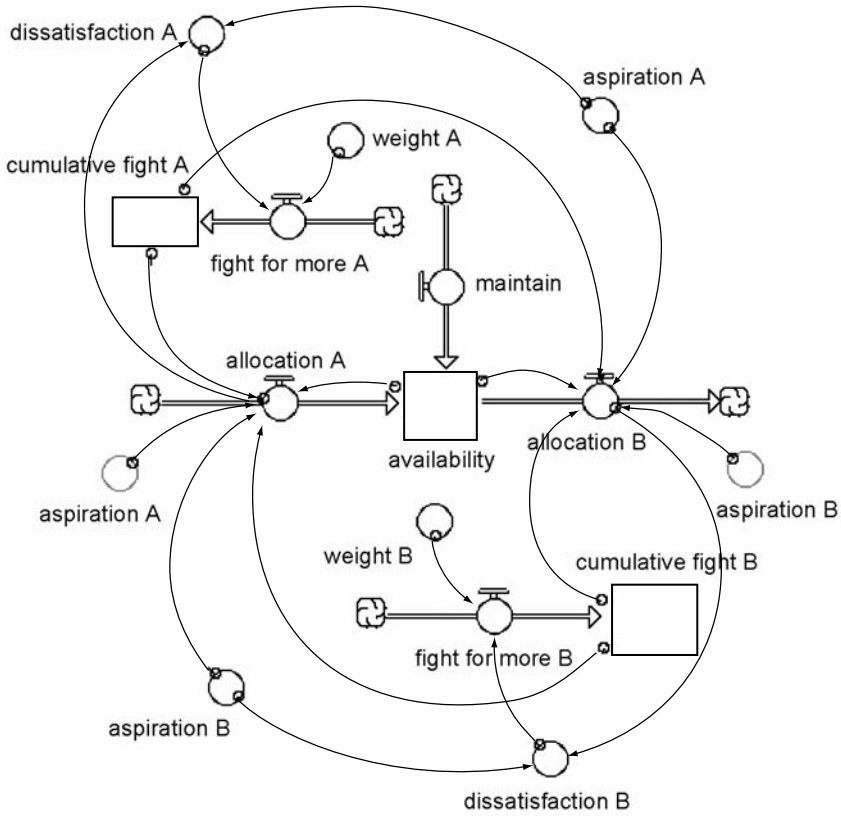 dissatisfaction A
aspiration A
weight A
cumulative fight A
fight for more A
maintain
allocation A
allocation B
availability
aspiration A
aspiration B
weight B
cumulative fight B
fight for more B
aspiration B
dissatisfaction B